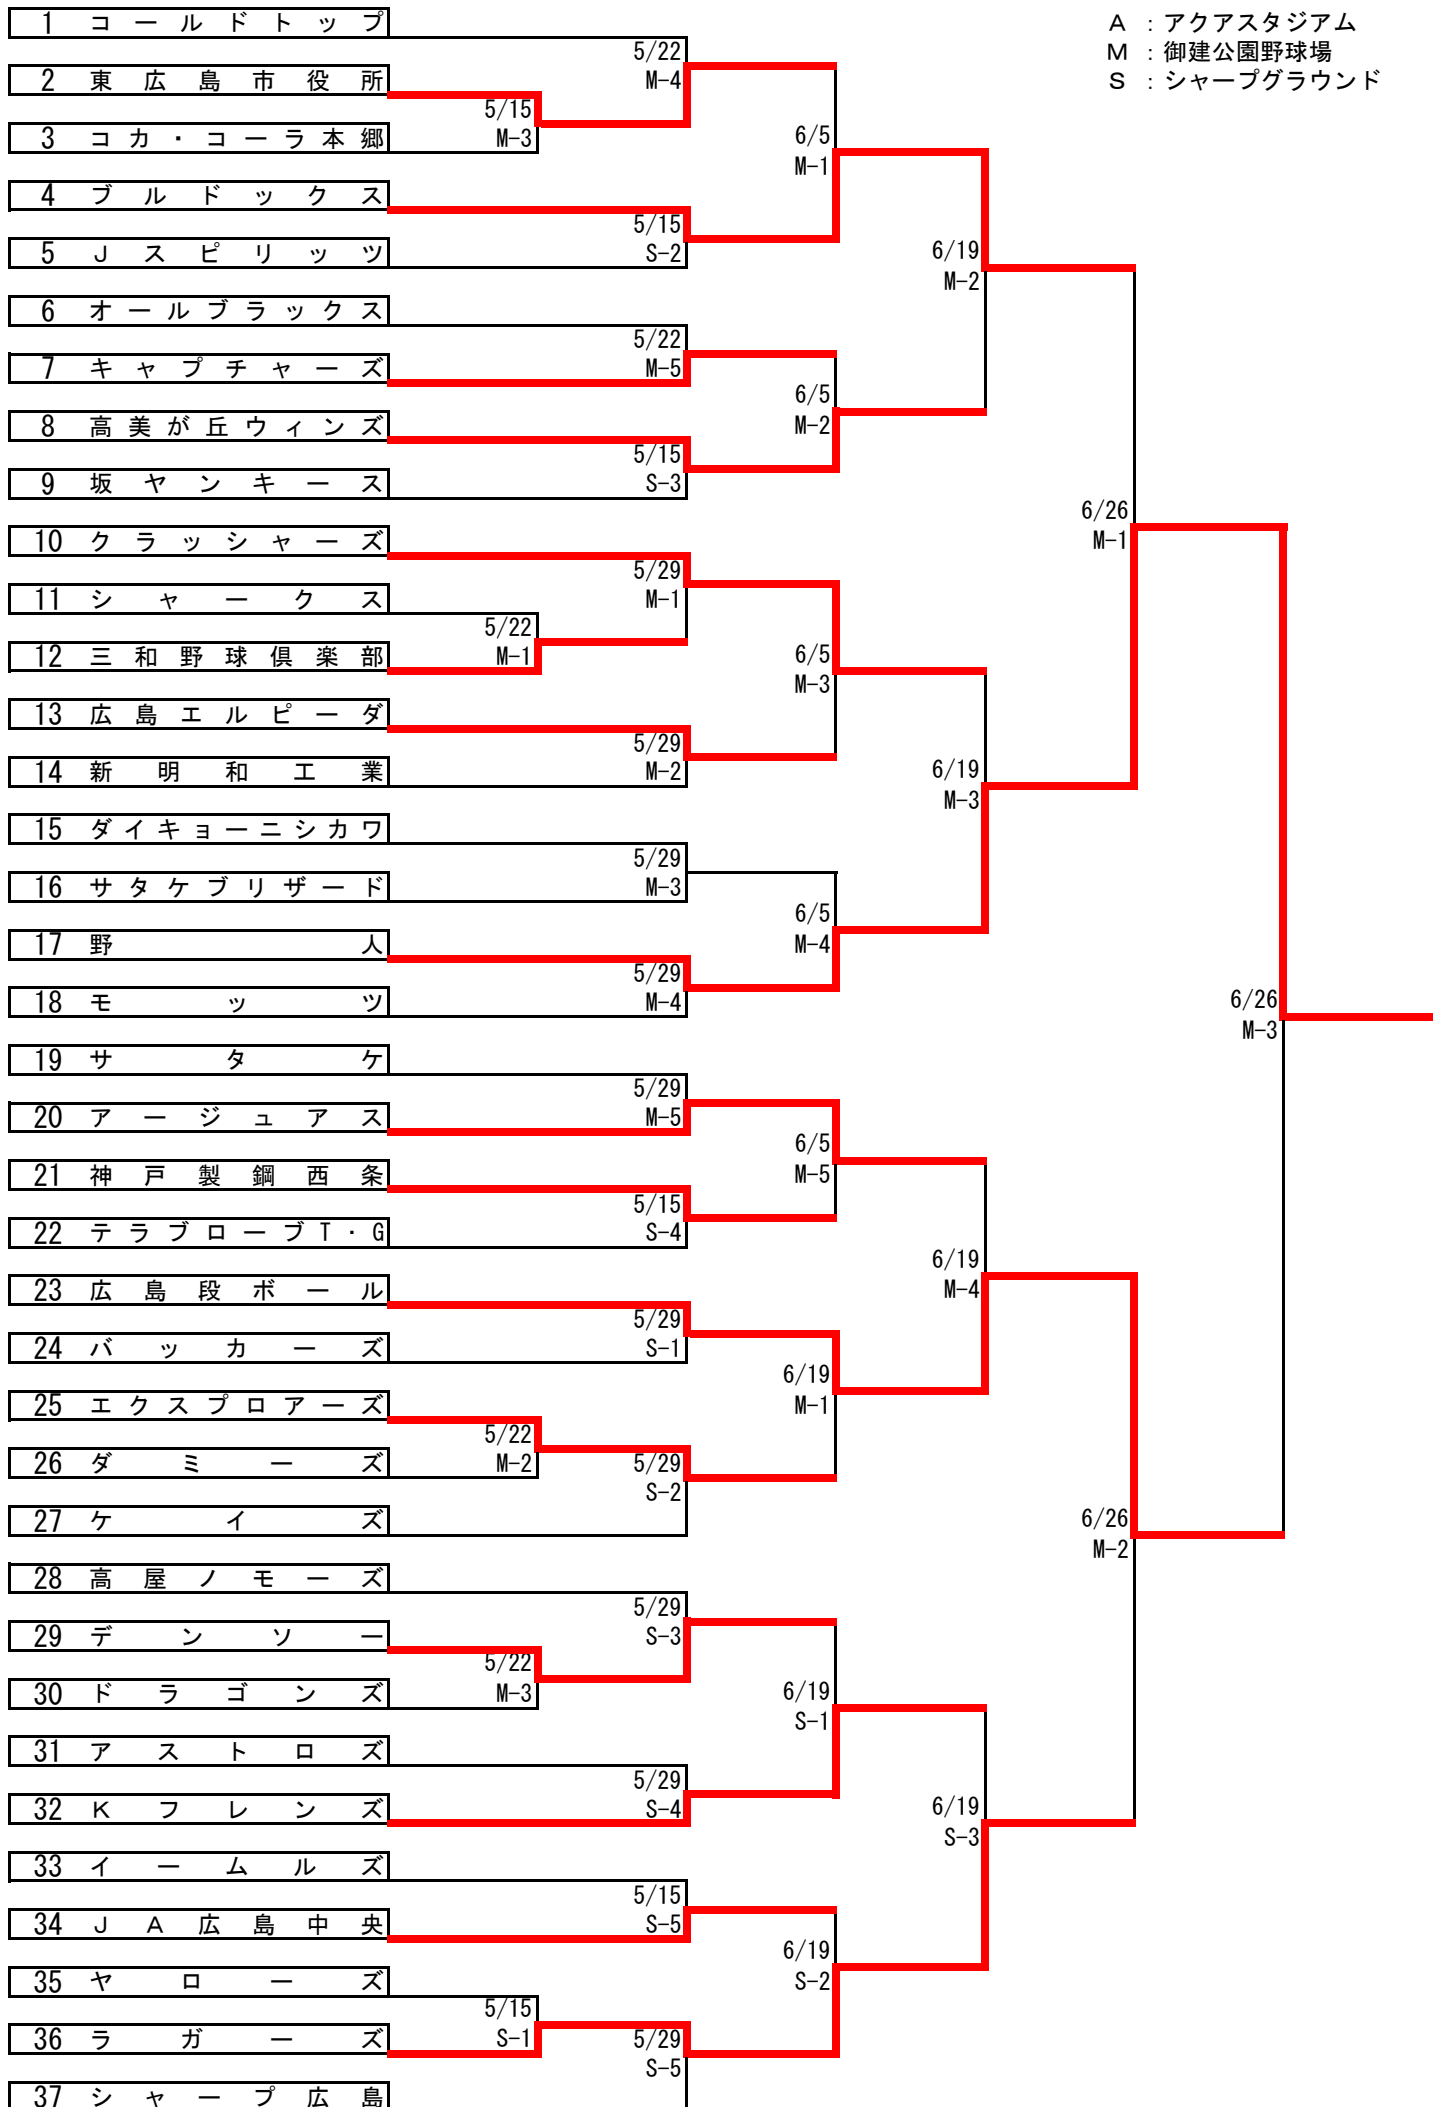 A ：アクアスタジアム
M ：御建公園野球場
S ：シャープグラウンド
1 コールドトップ
5/22
M-4
2 東広島市役所
5/15
M-3
3 コカ・コーラ本郷
6/5
M-1
4 ブルドックス
5/15
S-2
5 Jスピリッツ
6/19
M-2
6 オールブラックス
5/22
M-5
7 キャプチャーズ
6/5
M-2
8 高美が丘ウィンズ
5/15
S-3
9 坂ヤンキース
6/26
M-1
10 クラッシャーズ
5/29
M-1
11 シャークス
5/22
M-1
12 三和野球倶楽部
6/5
M-3
13 広島エルピーダ
5/29
M-2
14 新明和工業
6/19
M-3
15 ダイキョーニシカワ
5/29
M-3
16 サタケブリザード
6/5
M-4
17 野人
5/29
M-4
18 モッツ
6/26
M-3
19 サタケ
5/29
M-5
20 アージュアス
6/5
M-5
21 神戸製鋼西条
5/15
S-4
22 テラブローブT・G
6/19
M-4
23 広島段ボール
5/29
S-1
24 バッカーズ
6/19
M-1
25 エクスプロアーズ
5/22
M-2
26 ダミーズ
5/29
S-2
27 ケイズ
6/26
M-2
28 高屋ノモーズ
5/29
S-3
29 デンソー
5/22
M-3
30 ドラゴンズ
6/19
S-1
31 アストロズ
5/29
S-4
32 Kフレンズ
6/19
S-3
33 イームルズ
5/15
S-5
34 JA広島中央
6/19
S-2
35 ヤローズ
5/15
S-1
36 ラガーズ
5/29
S-5
37 シャープ広島